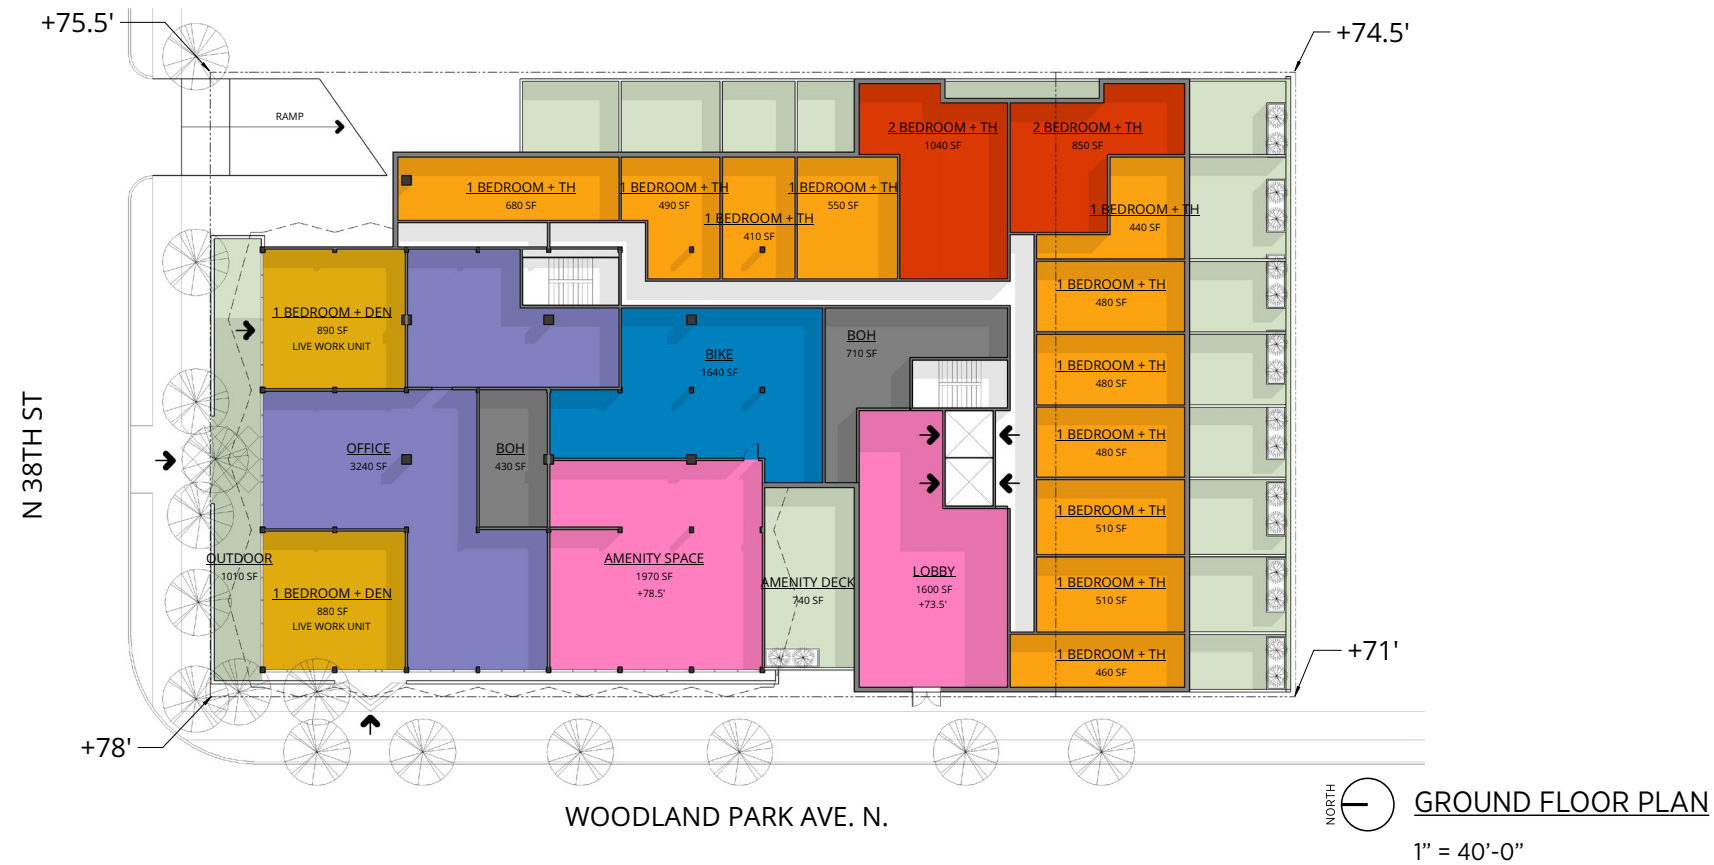 +75.5'
+74.5'
RAMP
2 BEDROOM + TH
1040 SF
2 BEDROOM + TH
850 SF
1 BEDROOM + TH
680 SF
1 BEDROOM + TH
490 SF
1 BEDROOM + TH
410 SF
1 BEDROOM + TH
550 SF
1 BEDROOM + TH
440 SF
1 BEDROOM + TH
480 SF
1 BEDROOM + DEN
890 SF
LIVE WORK UNIT
BIKE
1640 SF
BOH
710 SF
1 BEDROOM + TH
480 SF
N 38TH ST
OFFICE
3240 SF
BOH
430 SF
1 BEDROOM + TH
480 SF
1 BEDROOM + TH
510 SF
OUTDOOR
1010 SF
1 BEDROOM + DEN
880 SF
LIVE WORK UNIT
AMENITY SPACE
1970 SF
+78.5'
AMENITY DECK
740 SF
LOBBY
1600 SF
+73.5'
1 BEDROOM + TH
510 SF
1 BEDROOM + TH
460 SF
+71'
+78'
WOODLAND PARK AVE. N.
NORTH
GROUND FLOOR PLAN
1” = 40’-0”